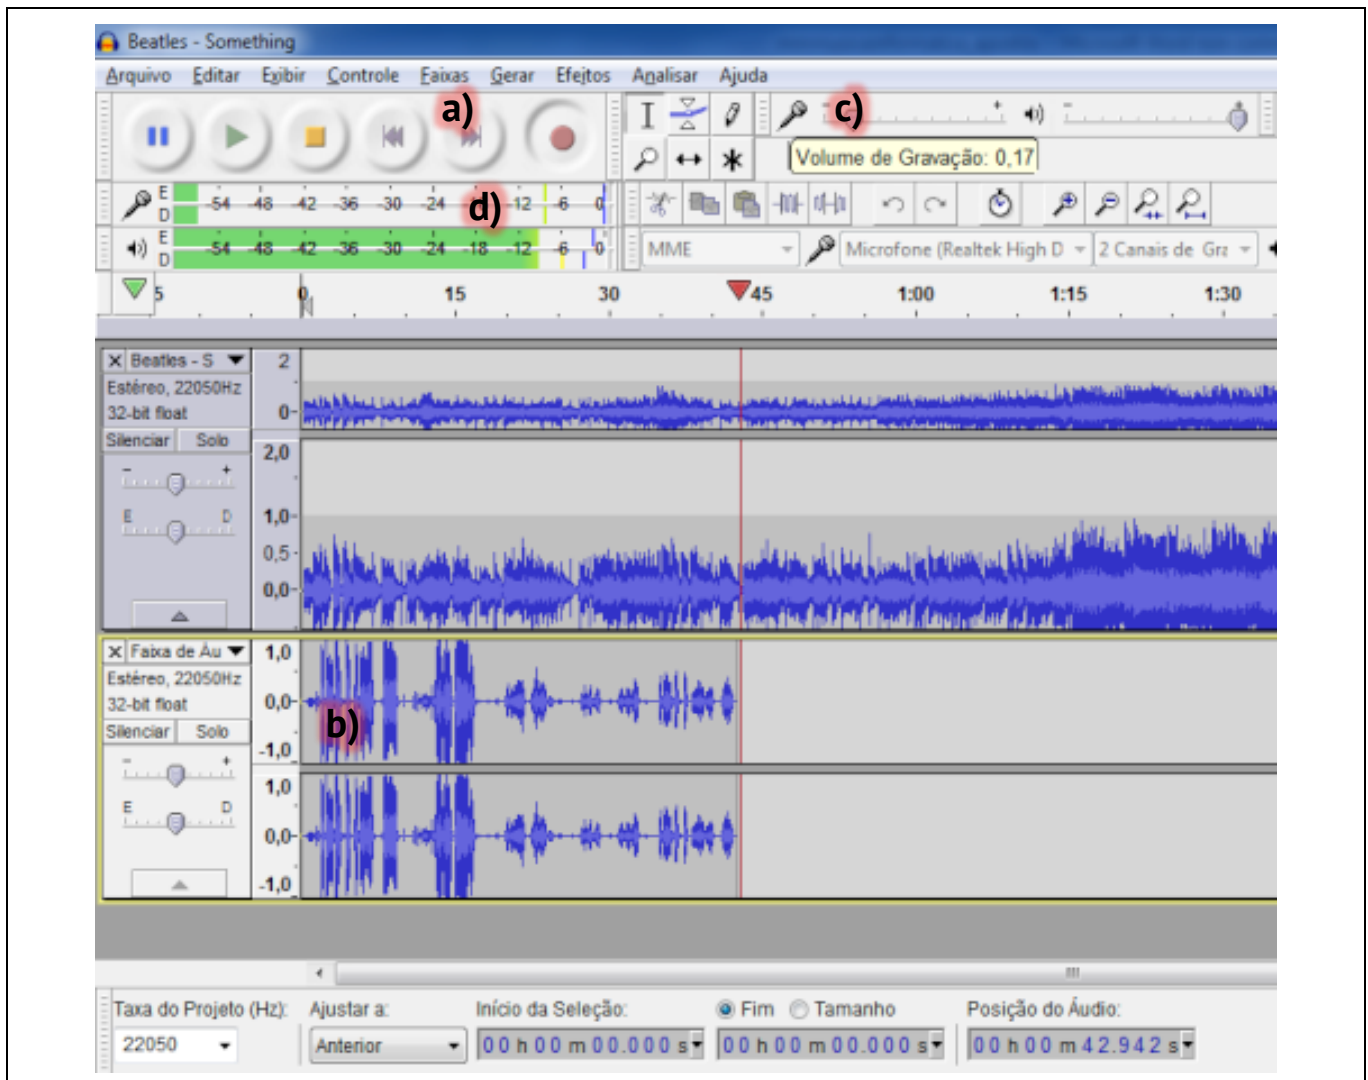 Beatles - Something
Arquivo Editar Exibir Controle Faixas Gerar Efeitos Analisar Ajuda
a)
c)
Volume de Gravação: 0,17
E -54 -48 -42 -36 -30 -24 d) -12 -6 0
D
E -54 -48 -42 -36 -30 -24 -18 -12 -6 0
D
MME Microfone (Realtek High D 2 Canais de Gra
5 0 15 30 45 1:00 1:15 1:30
Beatles - S 2
Estéreo, 22050Hz
32-bit float 0-
Silenciar Solo
- + 2,0
E D 1,0-
0,5-
0,0-
X Faixa de Áu 1,0
Estéreo, 22050Hz
32-bit float 0,0-
Silenciar Solo b)
-1,0
- + 1,0
E D 0,0-
-1,0
Taxa do Projeto (Hz): Ajustar a: Início da Seleção: Fim Tamanho Posição do Áudio:
22050 Anterior 00 h 00 m 00.000 s 00 h 00 m 00.000 s 00 h 00 m 42.942 s